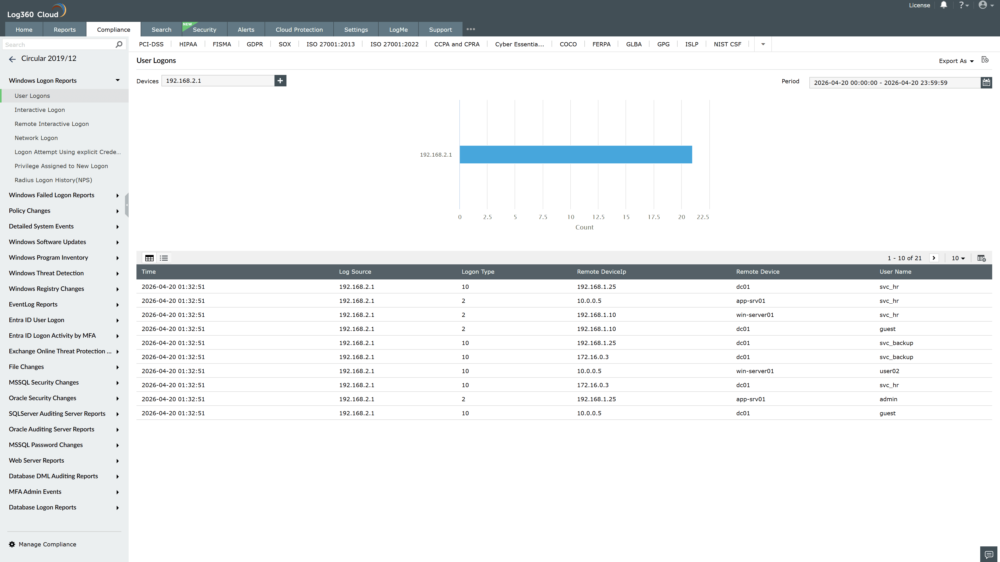 License
?
Log360 Cloud
Home
Reports
Compliance
Search
NEW
Security
Alerts
Cloud Protection
Settings
LogMe
Support
Search
PCI-DSS
HIPAA
FISMA
GDPR
SOX
ISO 27001:2013
ISO 27001:2022
CCPA and CPRA
Cyber Essentia...
COCO
FERPA
GLBA
GPG
ISLP
NIST CSF
Circular 2019/12
Windows Logon Reports
User Logons
Interactive Logon
Remote Interactive Logon
Network Logon
Logon Attempt Using explicit Crede...
Privilege Assigned to New Logon
Radius Logon History(NPS)
Windows Failed Logon Reports
Policy Changes
Detailed System Events
Windows Software Updates
Windows Program Inventory
Windows Threat Detection
Windows Registry Changes
EventLog Reports
Entra ID User Logon
Entra ID Logon Activity by MFA
Exchange Online Threat Protection ...
File Changes
MSSQL Security Changes
Oracle Security Changes
SQLServer Auditing Server Reports
Oracle Auditing Server Reports
MSSQL Password Changes
Web Server Reports
Database DML Auditing Reports
MFA Admin Events
Database Logon Reports
Manage Compliance
User Logons
Export As
Devices 192.168.2.1 +
Period 2026-04-20 00:00:00 - 2026-04-20 23:59:59
192.168.2.1
0 2.5 5 7.5 10 12.5 15 17.5 20 22.5
Count
1 - 10 of 21
10
Time Log Source Logon Type Remote DeviceIp Remote Device User Name
2026-04-20 01:32:51 192.168.2.1 10 192.168.1.25 dc01 svc_hr
2026-04-20 01:32:51 192.168.2.1 2 10.0.0.5 app-srv01 svc_hr
2026-04-20 01:32:51 192.168.2.1 2 192.168.1.10 win-server01 svc_hr
2026-04-20 01:32:51 192.168.2.1 2 192.168.1.10 dc01 guest
2026-04-20 01:32:51 192.168.2.1 10 192.168.1.25 dc01 svc_backup
2026-04-20 01:32:51 192.168.2.1 10 172.16.0.3 dc01 svc_backup
2026-04-20 01:32:51 192.168.2.1 10 10.0.0.5 win-server01 user02
2026-04-20 01:32:51 192.168.2.1 10 172.16.0.3 dc01 svc_hr
2026-04-20 01:32:51 192.168.2.1 2 192.168.1.25 app-srv01 admin
2026-04-20 01:32:51 192.168.2.1 10 10.0.0.5 dc01 guest